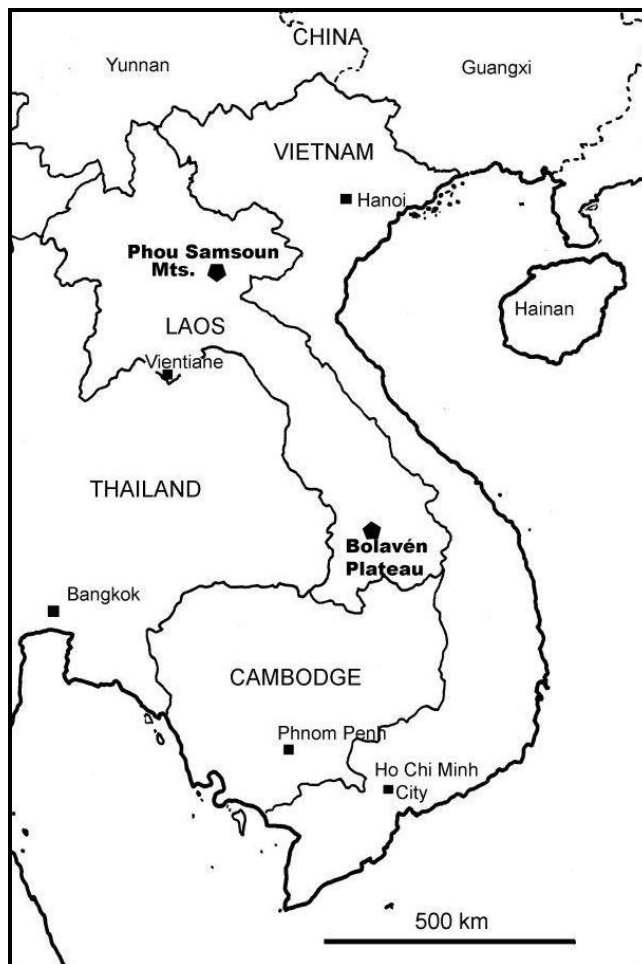 CHINA
Yunnan
Guangxi
VIETNAM
Hanoi
Phou Samsoun
Mts.
Hainan
LAOS
Vientiane
THAILAND
Bolavén
Plateau
Bangkok
CAMBODGE
Phnom Penh
Ho Chi Minh
City
500 km